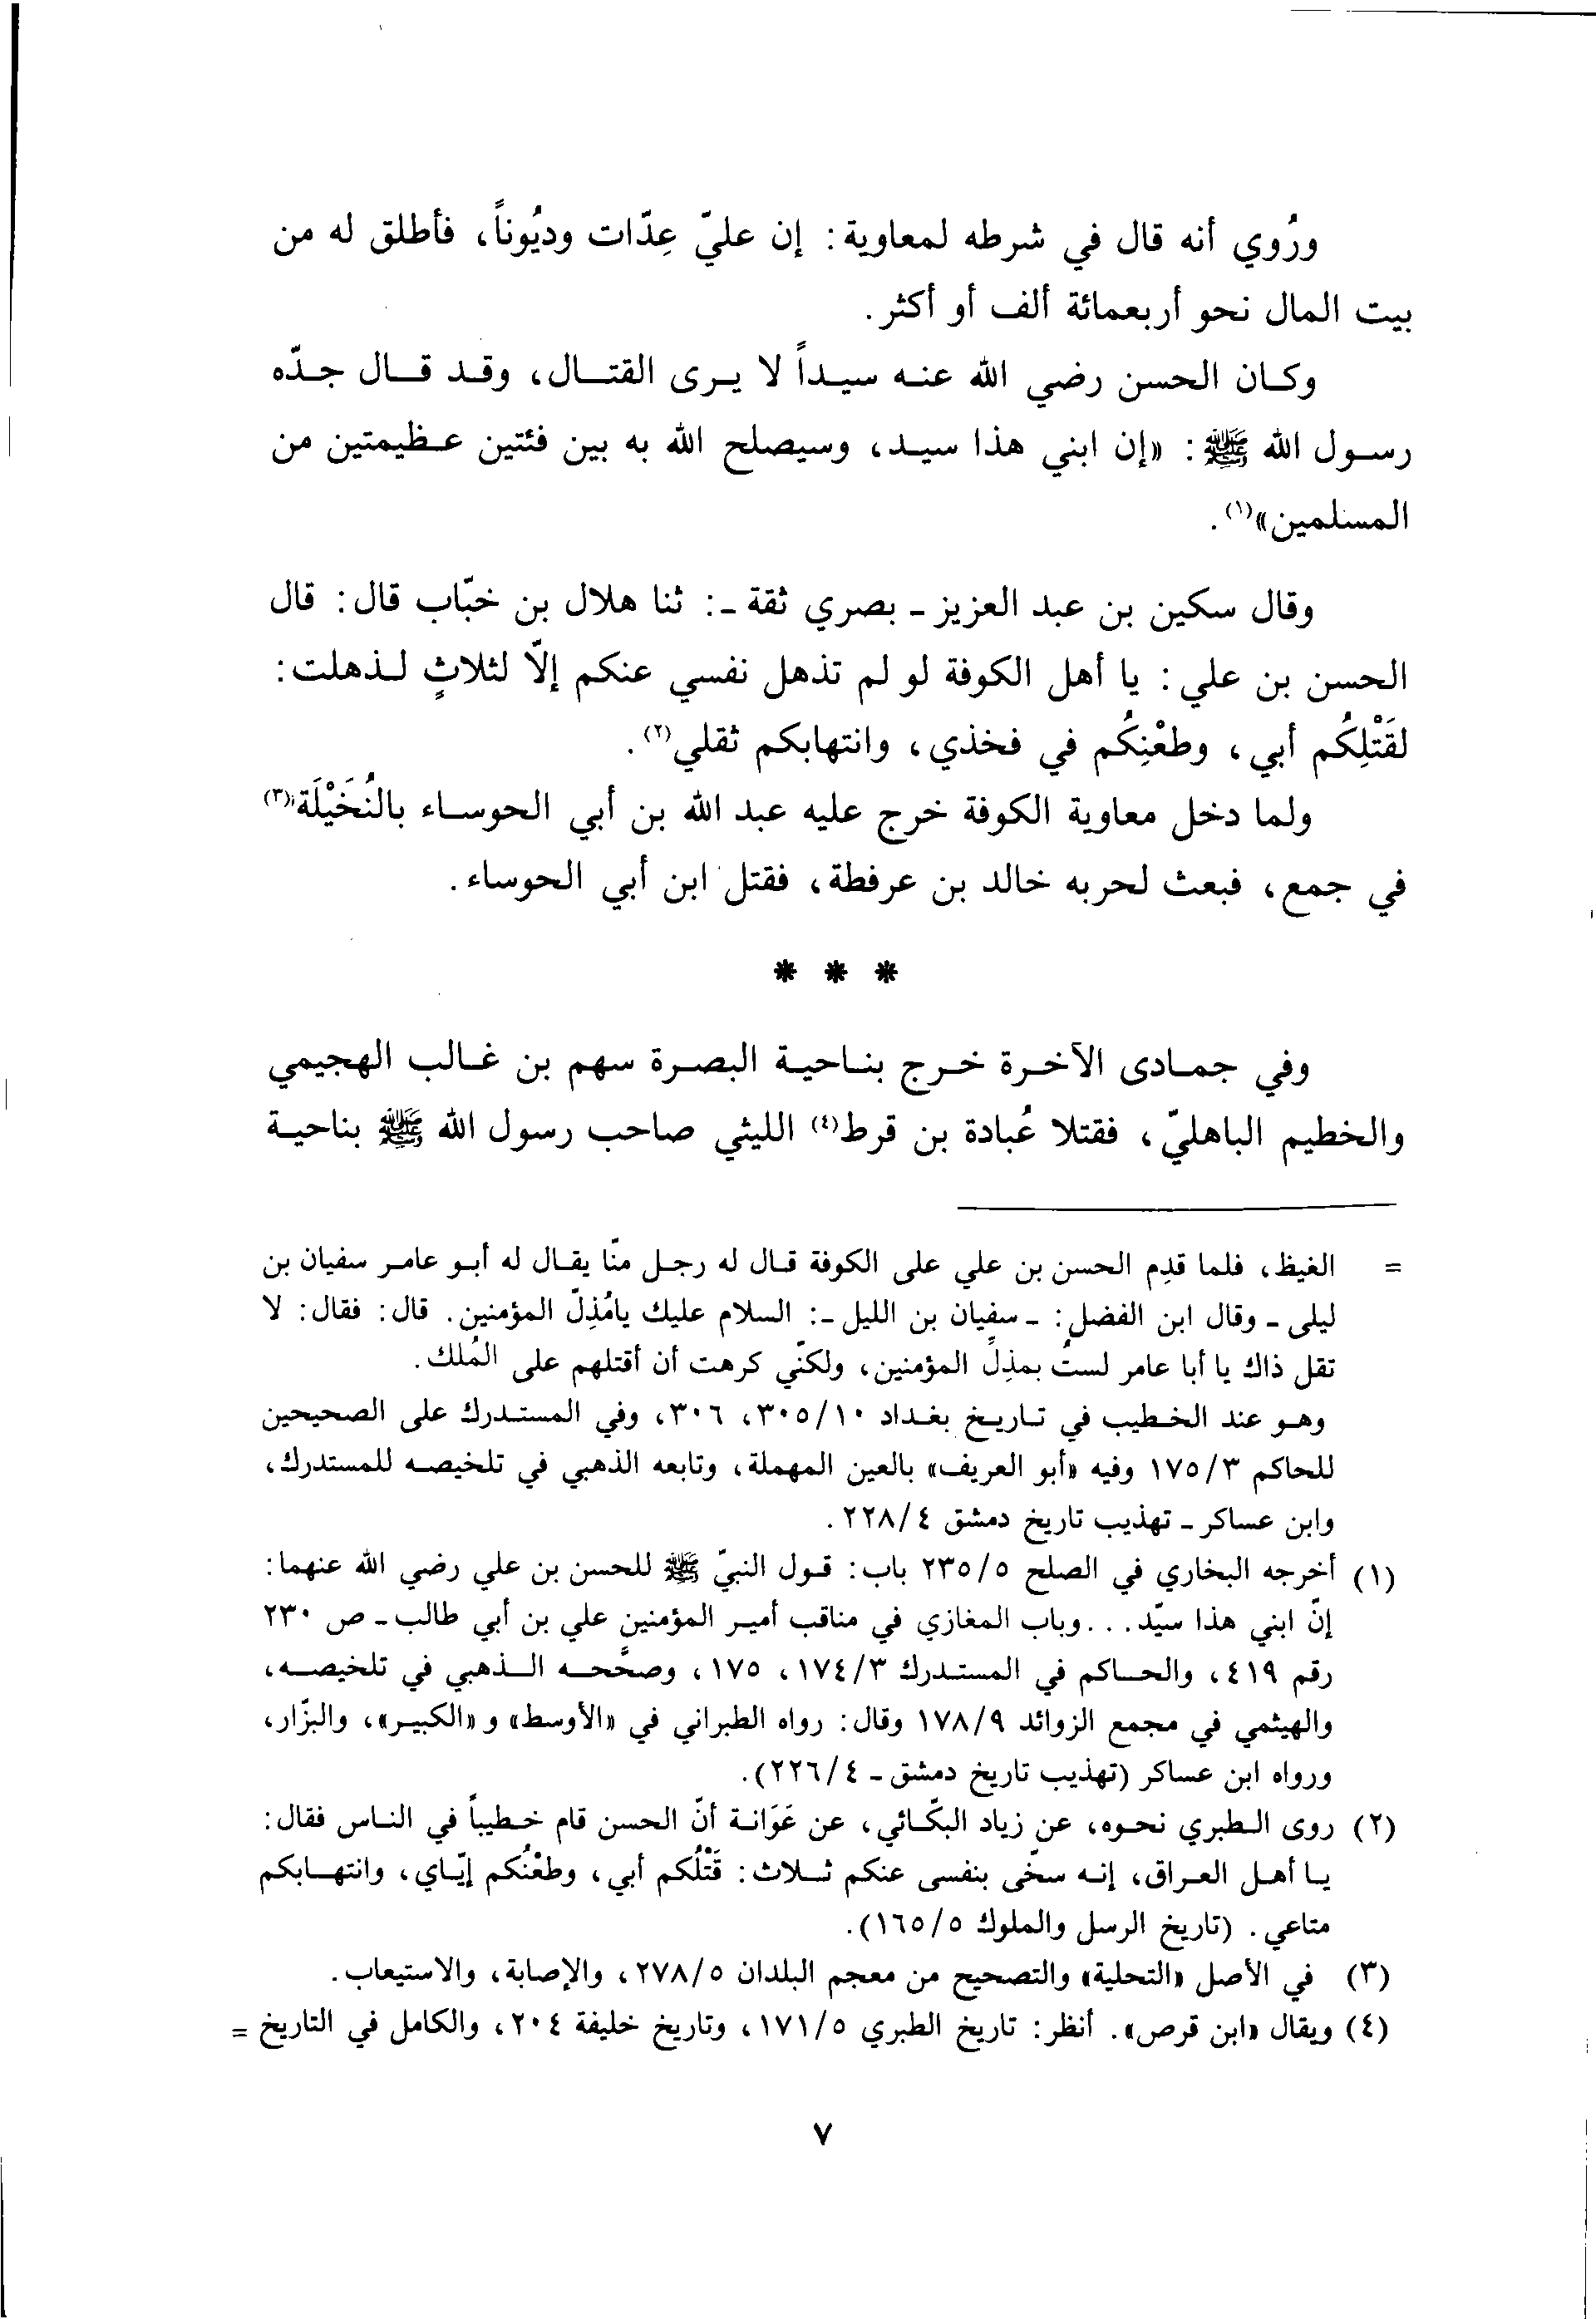 ورُوي أنه قال في شرطه لمعاوية: إن عليّ عِدّات وديُوناً، فأطلق له من
بيت المال نحو أربعمائة ألف أو أكثر.
وكان الحسن رضي الله عنه سيداً لا يرى القتال، وقد قال جدّه
رسول الله ﷺ: «إن ابني هذا سيد، وسيصلح الله به بين فئتين عظيمتين من
المسلمين»(١).
وقال سكين بن عبد العزيز ـ بصري ثقة ـ: ثنا هلال بن خبّاب قال: قال
الحسن بن علي: يا أهل الكوفة لو لم تذهل نفسي عنكم إلّا لثلاثٍ لذهلت:
لقَتْلِكُم أبي، وطعْنِكُم في فخذي، وانتهابكم ثقلي(٢).
ولما دخل معاوية الكوفة خرج عليه عبد الله بن أبي الحوساء بالنُخَيْلَة(٣)
في جمع، فبعث لحربه خالد بن عرفطة، فقتل ابن أبي الحوساء.
* * *
وفي جمادى الآخرة خرج بناحية البصرة سهم بن غالب الهجيمي
والخطيم الباهليّ، فقتلا عُبادة بن قرط(٤) الليثي صاحب رسول الله ﷺ بناحية
= الغيظ، فلما قدِم الحسن بن علي على الكوفة قال له رجل منّا يقال له أبو عامر سفيان بن
ليلى ـ وقال ابن الفضل: ـ سفيان بن الليل ـ: السلام عليك يامُذِلّ المؤمنين. قال: فقال: لا
تقل ذاك يا أبا عامر لستُ بمذِلّ المؤمنين، ولكنّي كرهت أن أقتلهم على المُلك.
وهو عند الخطيب في تاريخ بغداد ٣٠٥/١٠، ٣٠٦، وفي المستدرك على الصحيحين
للحاكم ١٧٥/٣ وفيه «أبو العريف» بالعين المهملة، وتابعه الذهبي في تلخيصه للمستدرك،
وابن عساكر ـ تهذيب تاريخ دمشق ٢٢٨/٤.
(١) أخرجه البخاري في الصلح ٢٣٥/٥ باب: قول النبيّ ﷺ للحسن بن علي رضي الله عنهما:
إنّ ابني هذا سيّد... وباب المغازي في مناقب أمير المؤمنين علي بن أبي طالب ـ ص ٢٣٠
رقم ٤١٩، والحاكم في المستدرك ١٧٤/٣، ١٧٥، وصحَّحه الذهبي في تلخيصه،
والهيثمي في مجمع الزوائد ١٧٨/٩ وقال: رواه الطبراني في «الأوسط» و«الكبير»، والبزّار،
ورواه ابن عساكر (تهذيب تاريخ دمشق ـ ٢٢٦/٤).
(٢) روى الطبري نحوه، عن زياد البكّائي، عن عَوَانة أنّ الحسن قام خطيباً في الناس فقال:
يا أهل العراق، إنه سخّى بنفسى عنكم ثلاث: قَتْلُكم أبي، وطعْنُكم إيّاي، وانتهابكم
متاعي. (تاريخ الرسل والملوك ١٦٥/٥).
(٣) في الأصل «التحلية» والتصحيح من معجم البلدان ٢٧٨/٥، والإصابة، والاستيعاب.
(٤) ويقال «ابن قرص». أنظر: تاريخ الطبري ١٧١/٥، وتاريخ خليفة ٢٠٤، والكامل في التاريخ =
٧